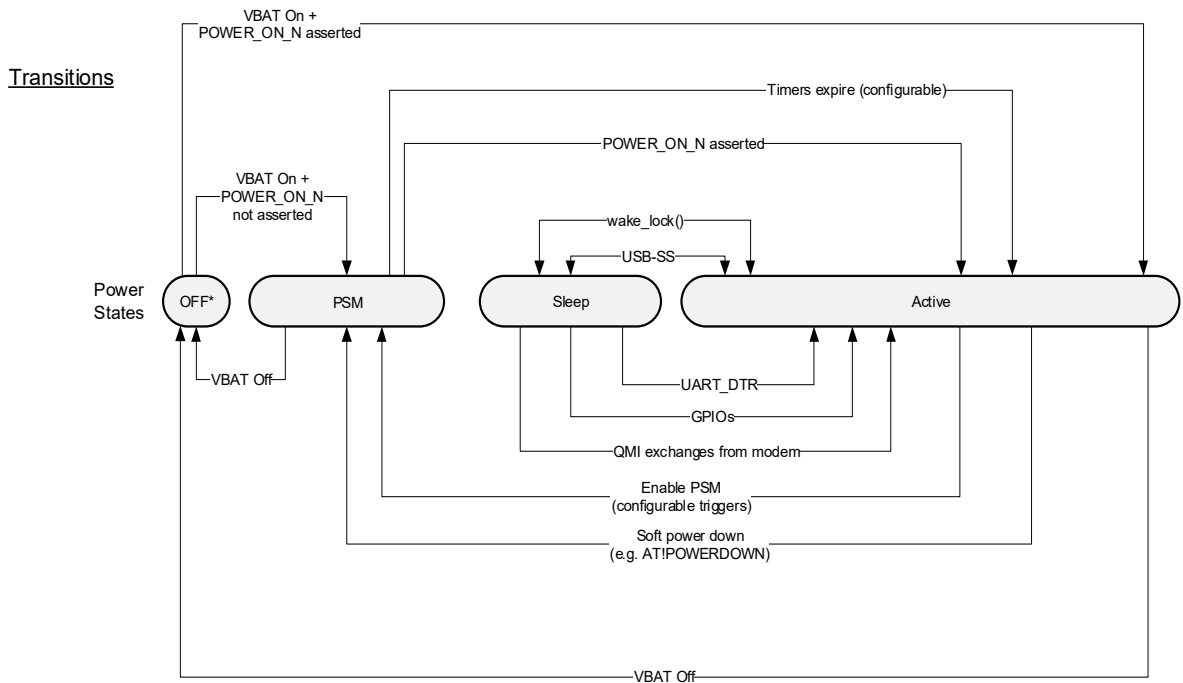 VBAT On +
POWER_ON_N asserted
Transitions
Timers expire (configurable)
POWER_ON_N asserted
VBAT On +
POWER_ON_N
not asserted
wake_lock()
USB-SS
Power
States
OFF*
PSM
Sleep
Active
VBAT Off
UART_DTR
GPIOs
QMI exchanges from modem
Enable PSM
(configurable triggers)
Soft power down
(e.g. AT!POWERDOWN)
VBAT Off